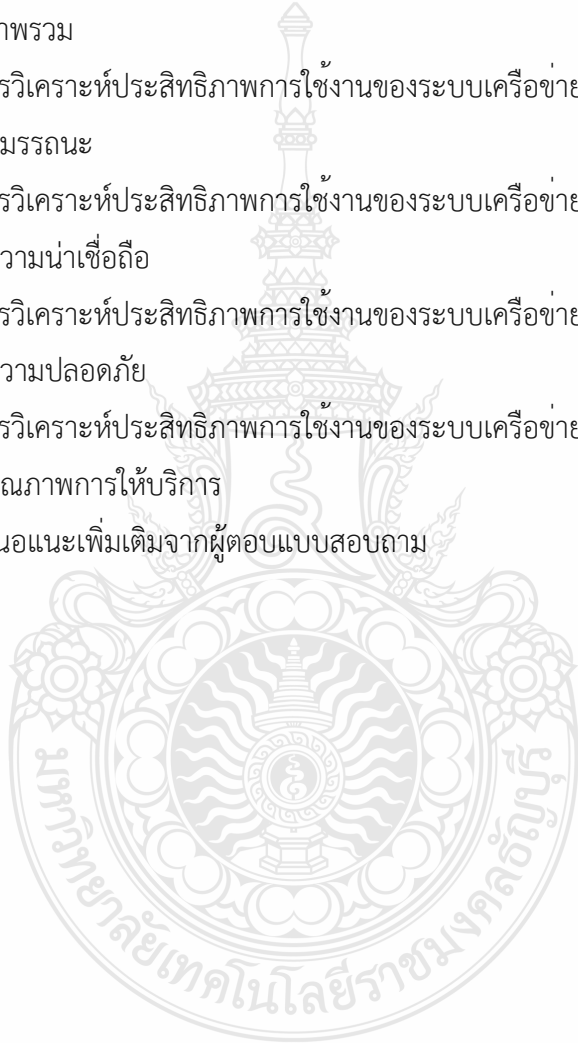 าพรวม
รวิเคราะห์ประสิทธิภาพการใช้งานของระบบเครือข่าย
มรรถนะ
รวิเคราะห์ประสิทธิภาพการใช้งานของระบบเครือข่าย
วามน่าเชื่อถือ
รวิเคราะห์ประสิทธิภาพการใช้งานของระบบเครือข่าย
วามปลอดภัย
รวิเคราะห์ประสิทธิภาพการใช้งานของระบบเครือข่าย
ุณภาพการให้บริการ
นอแนะเพิ่มเติมจากผู้ตอบแบบสอบถาม
มหาวิทยาลัยเทคโนโลยีราชมงคลธัญบุรี